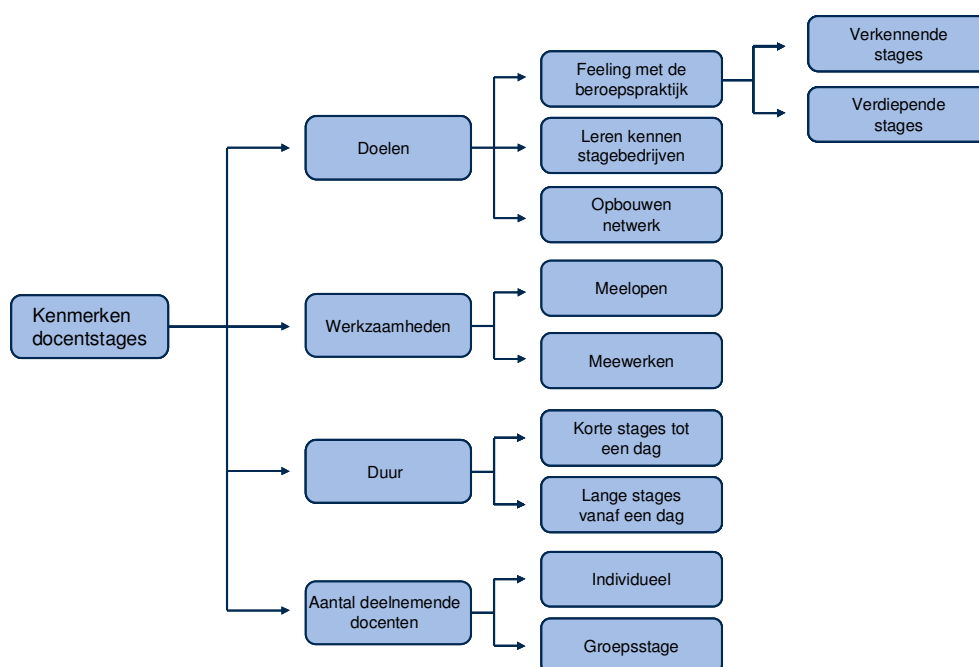 Verkennende
stages
Feeling met de
beroepspraktijk
Verdiepende
stages
Doelen
Leren kennen
stagebedrijven
Opbouwen
netwerk
Kenmerken
docentstages
Werkzaamheden
Meelopen
Meewerken
Duur
Korte stages tot
een dag
Lange stages
vanaf een dag
Aantal deelnemende
docenten
Individueel
Groepsstage